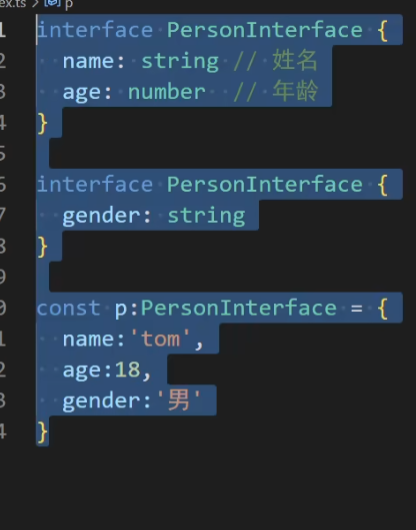 ex.ts > p
1 interface PersonInterface {
2 name: string // 姓名
3 age: number // 年龄
4 }
5
6 interface PersonInterface {
7 gender: string
8 }
9
0 const p:PersonInterface = {
1 name:'tom',
2 age:18,
3 gender:'男'
4 }